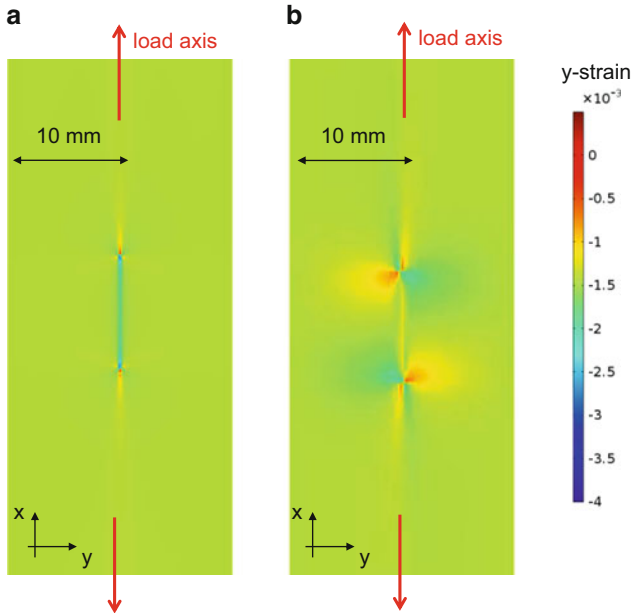 a
load axis
10 mm
x
y
b
load axis
10 mm
x
y
y-strain
×10⁻³
0
-0.5
-1
-1.5
-2
-2.5
-3
-3.5
-4